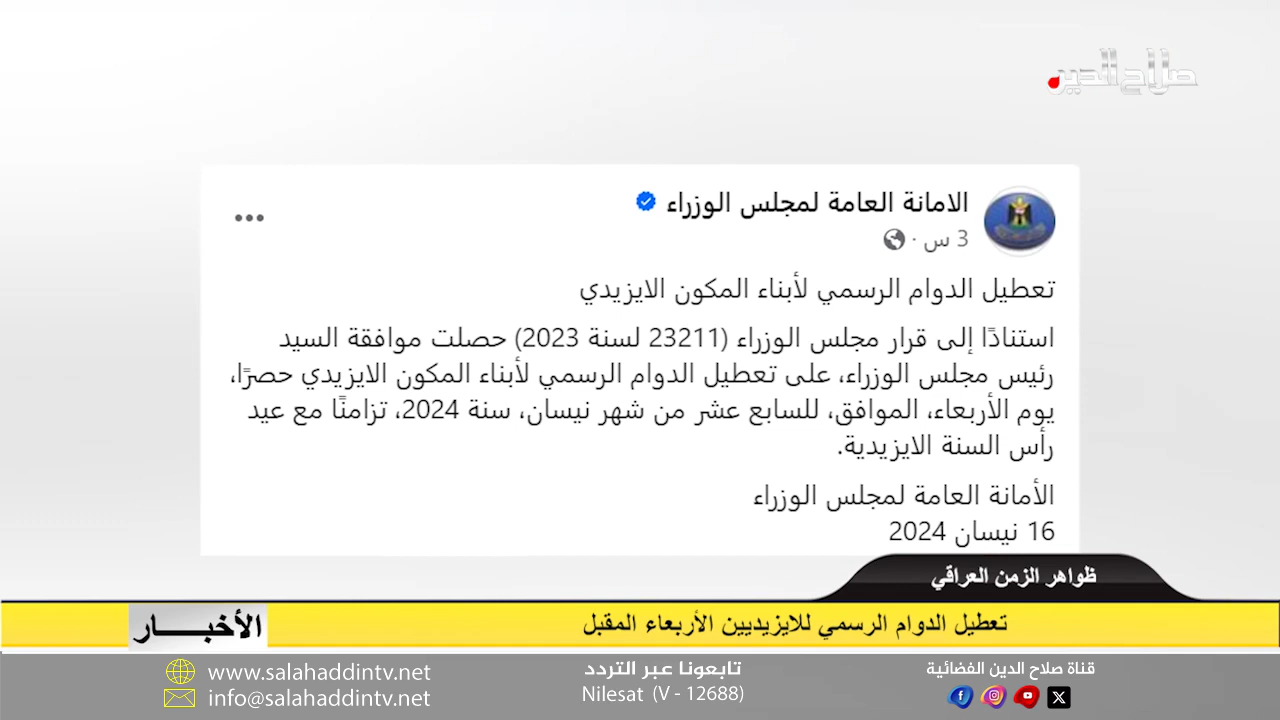 صلاح الدين
الامانة العامة لمجلس الوزراء
3 س ·
تعطيل الدوام الرسمي لأبناء المكون الايزيدي
استنادًا إلى قرار مجلس الوزراء (23211 لسنة 2023) حصلت موافقة السيد
رئيس مجلس الوزراء، على تعطيل الدوام الرسمي لأبناء المكون الايزيدي حصرًا،
يوم الأربعاء، الموافق، للسابع عشر من شهر نيسان، سنة 2024، تزامنًا مع عيد
رأس السنة الايزيدية.
الأمانة العامة لمجلس الوزراء
16 نيسان 2024
ظواهر الزمن العراقي
تعطيل الدوام الرسمي للايزيديين الأربعاء المقبل
الأخبـــار
قناة صلاح الدين الفضائية
تابعونا عبر التردد
Nilesat (V - 12688)
www.salahaddintv.net
info@salahaddintv.net